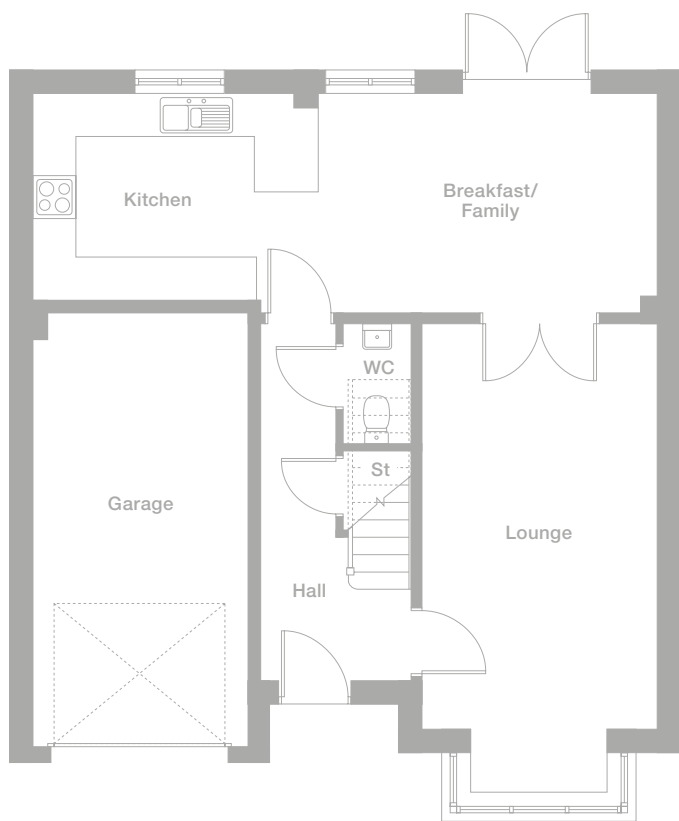 Kitchen
Breakfast/
Family
WC
St
Garage
Lounge
Hall